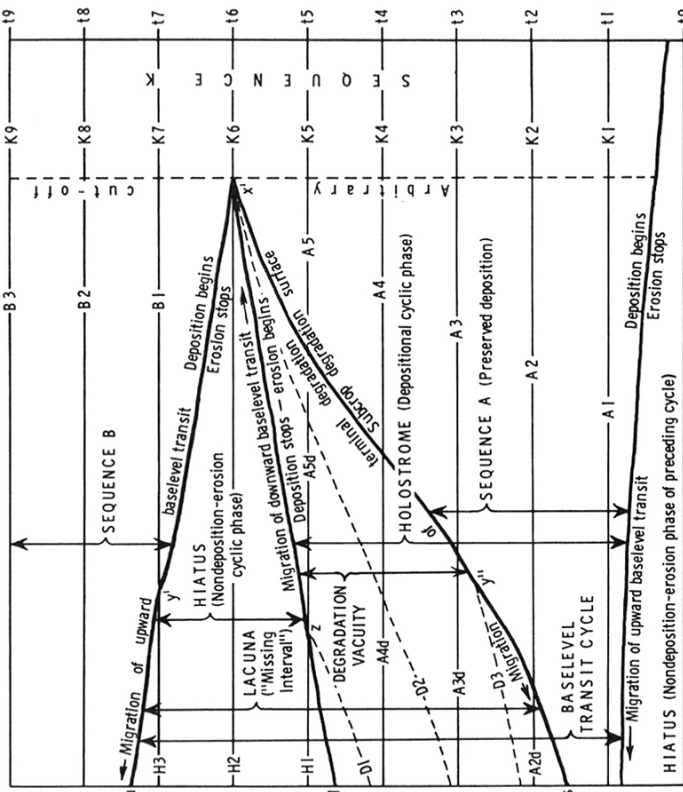 t9
t8
t7
t6
t5
t4
t3
t2
t1
t0
K9
K8
K7
K6
K5
K4
K3
K2
K1
SEQUENCE K
Arbitrary cut-off
B3
B2
B1
x'
A5
A4
A3
A2
A1
SEQUENCE B
Deposition begins
Erosion stops
baselevel transit
Migration of upward
y'
HIATUS
(Nondeposition-erosion
cyclic phase)
Migration of downward baselevel transit
Deposition stops – erosion begins
A5d
Subcrop degradation surface
terminal degradation
of
Migration
HOLOSTROME (Depositional cyclic phase)
SEQUENCE A (Preserved deposition)
y"
z
LACUNA
("Missing
Interval")
DEGRADATION
VACUITY
A4d
A3d
A2d
H3
H2
H1
D1
D2
D3
BASELEVEL
TRANSIT CYCLE
Deposition begins
Erosion stops
Migration of upward baselevel transit
HIATUS (Nondeposition-erosion phase of preceding cycle)